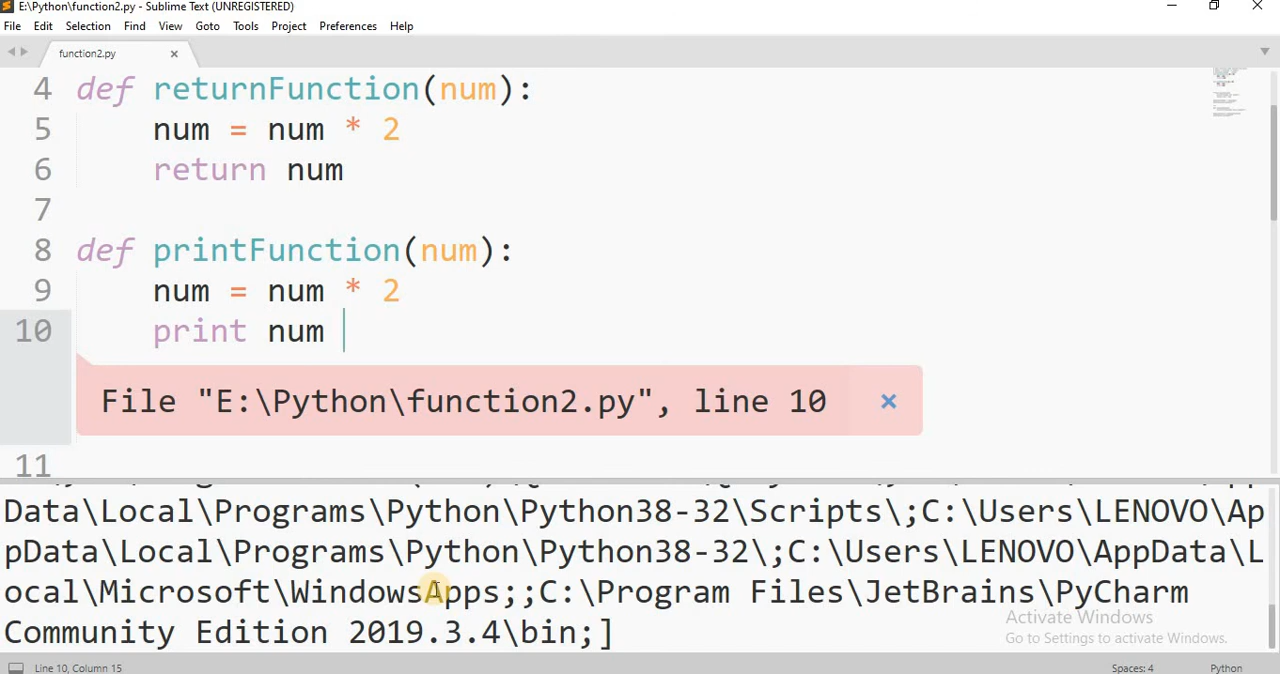 E:\Python\function2.py - Sublime Text (UNREGISTERED)
File Edit Selection Find View Goto Tools Project Preferences Help
function2.py ×
4 def returnFunction(num):
5 num = num * 2
6 return num
7
8 def printFunction(num):
9 num = num * 2
10 print num
File "E:\Python\function2.py", line 10 ×
11
Data\Local\Programs\Python\Python38-32\Scripts\;C:\Users\LENOVO\Ap
pData\Local\Programs\Python\Python38-32\;C:\Users\LENOVO\AppData\L
ocal\Microsoft\WindowsApps;;C:\Program Files\JetBrains\PyCharm
Community Edition 2019.3.4\bin;]
Activate Windows
Go to Settings to activate Windows.
Line 10, Column 15 Spaces: 4 Python